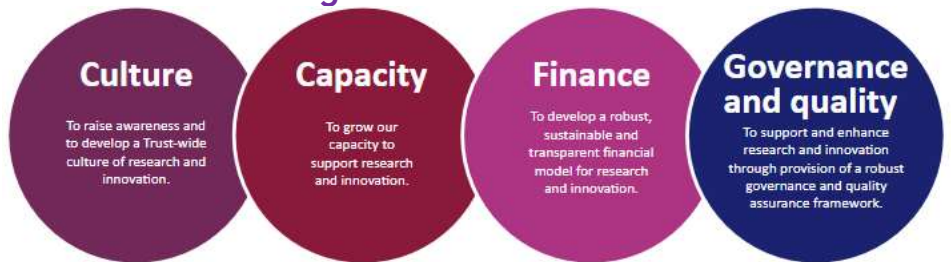 Culture
To raise awareness and
to develop a Trust-wide
culture of research and
innovation.
Capacity
To grow our
capacity to
support research
and innovation.
Finance
To develop a robust,
sustainable and
transparent financial
model for research
and innovation.
Governance
and quality
To support and enhance
research and innovation
through provision of a robust
governance and quality
assurance framework.